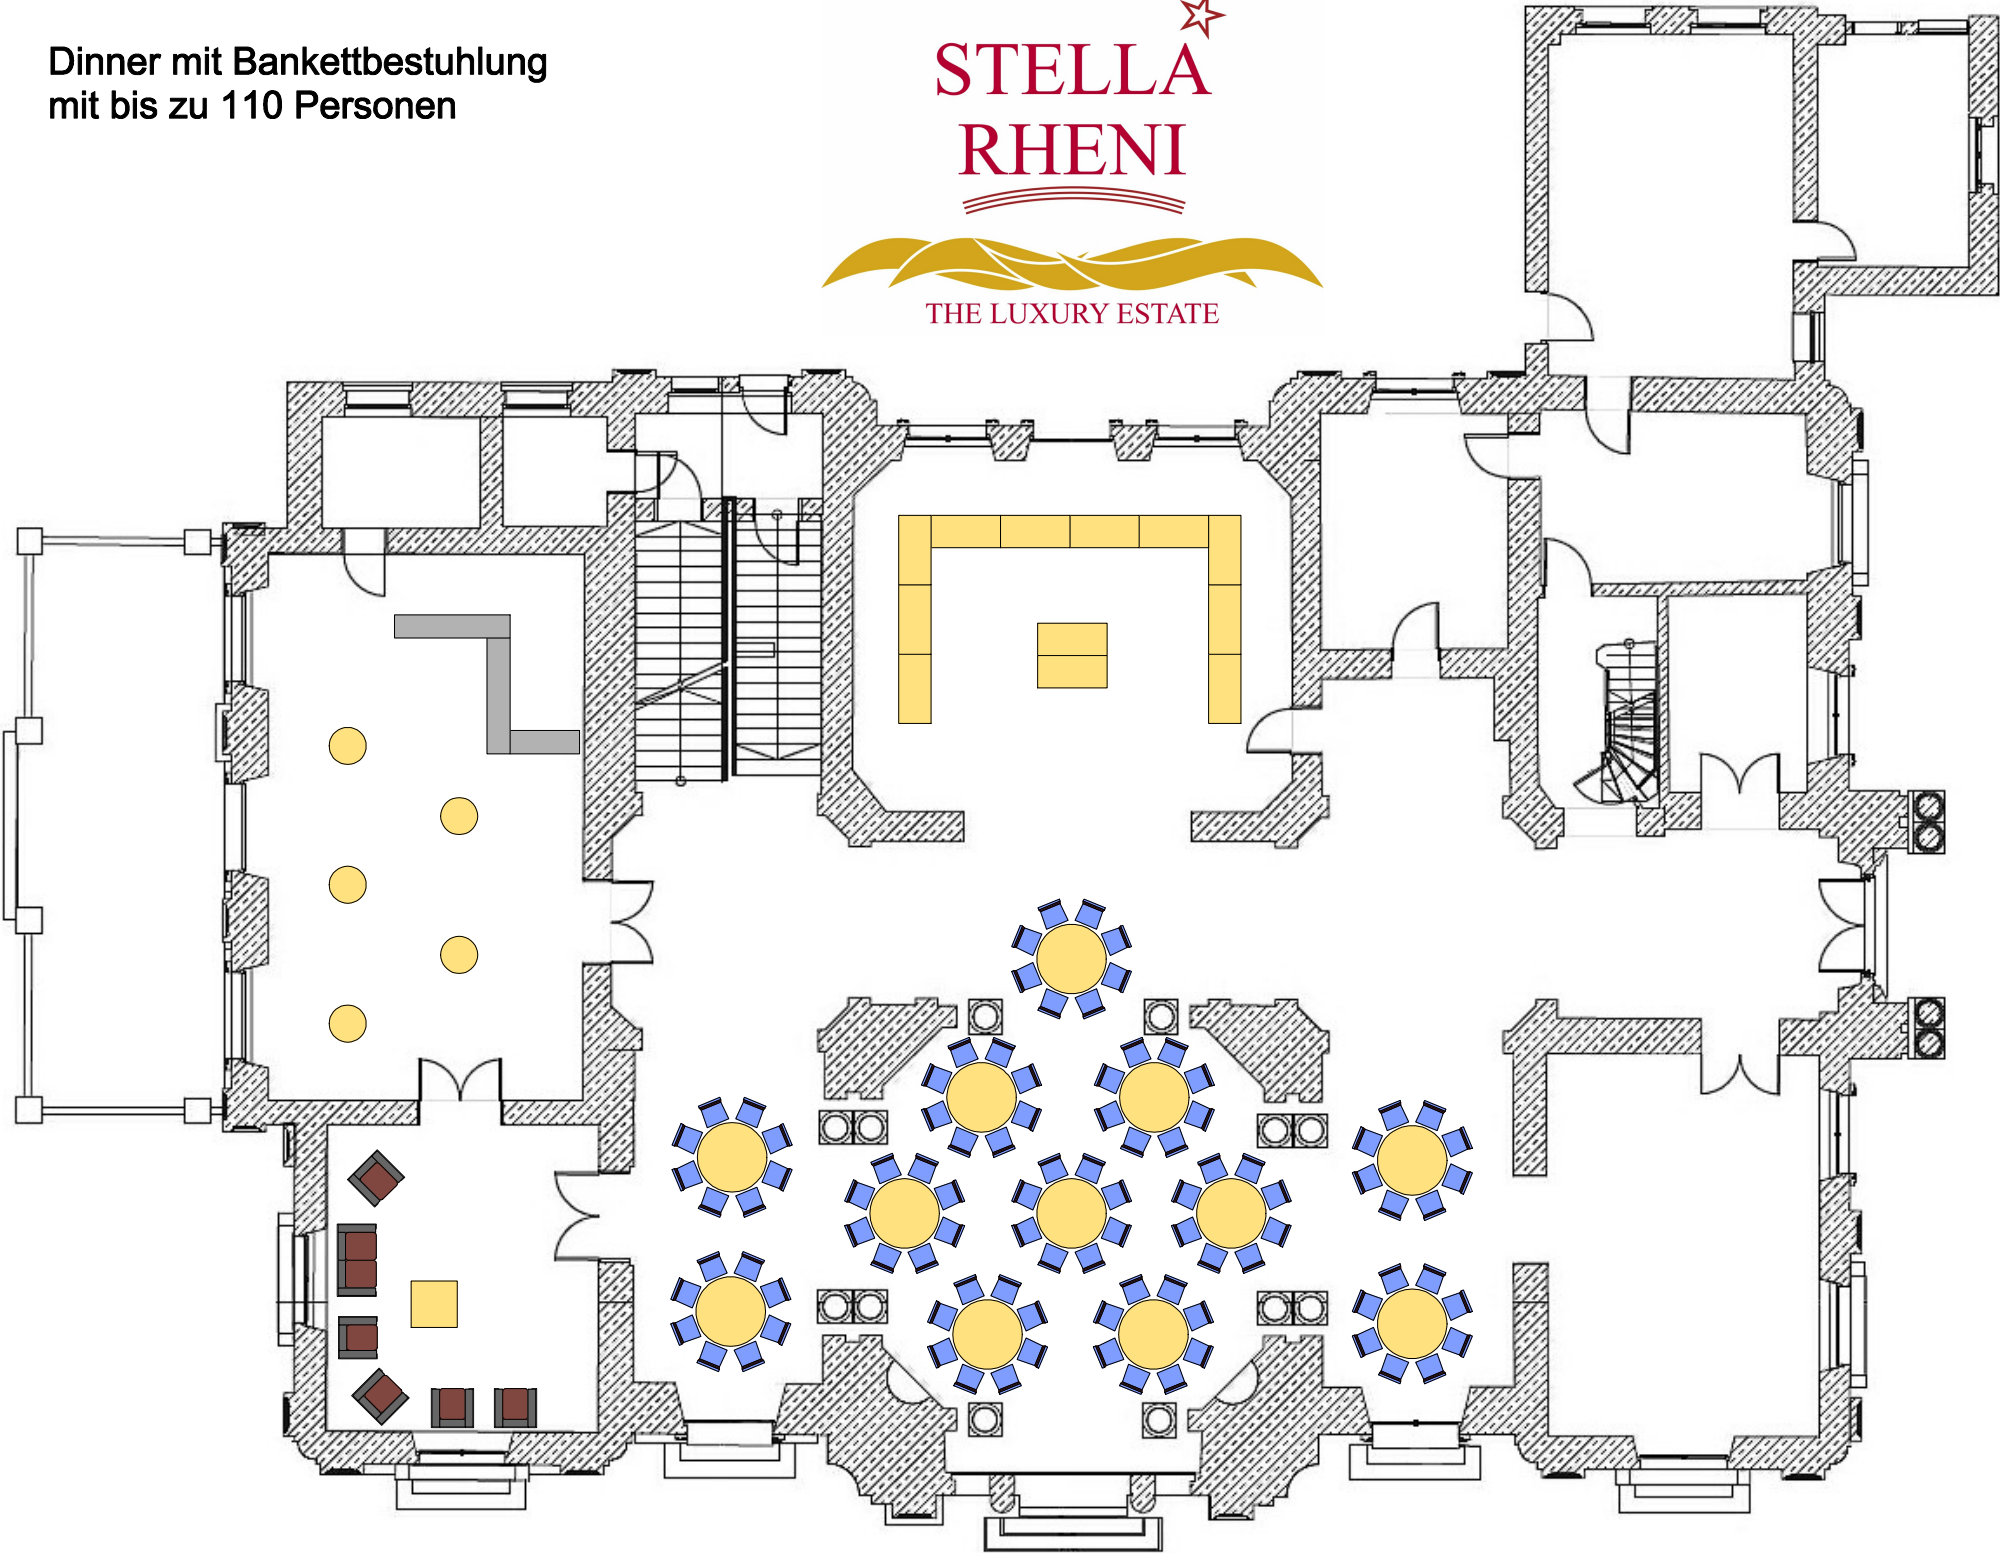 Dinner mit Bankettbestuhlung
mit bis zu 110 Personen
STELLA
RHENI
THE LUXURY ESTATE